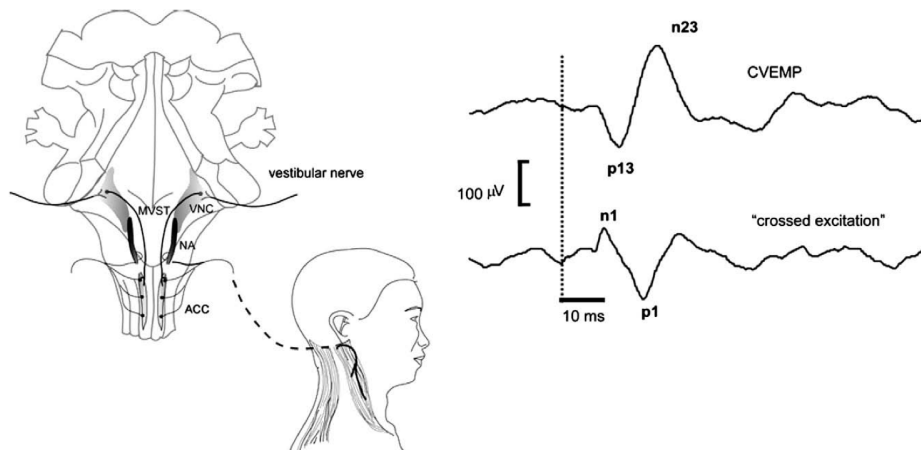 vestibular nerve
MVST
VNC
NA
ACC
n23
CVEMP
p13
100 µV
n1
"crossed excitation"
10 ms
p1